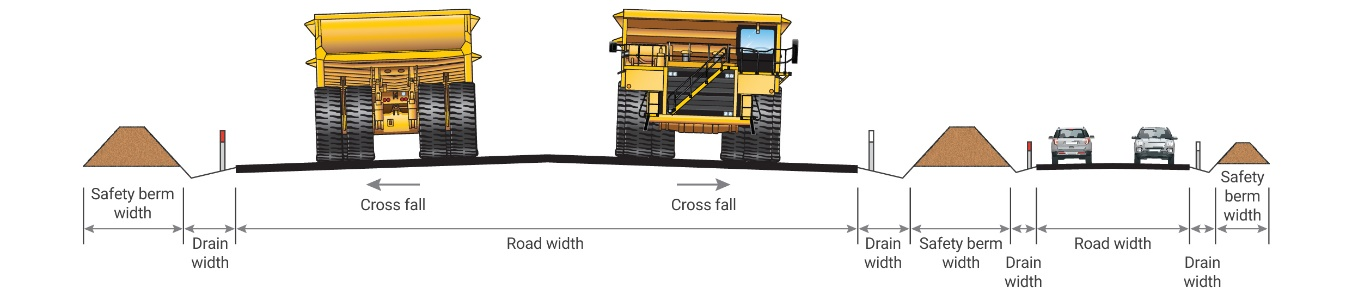 Safety berm
width
Drain
width
Cross fall
Road width
Cross fall
Drain
width
Safety berm
width
Drain
width
Road width
Drain
width
Safety
berm
width